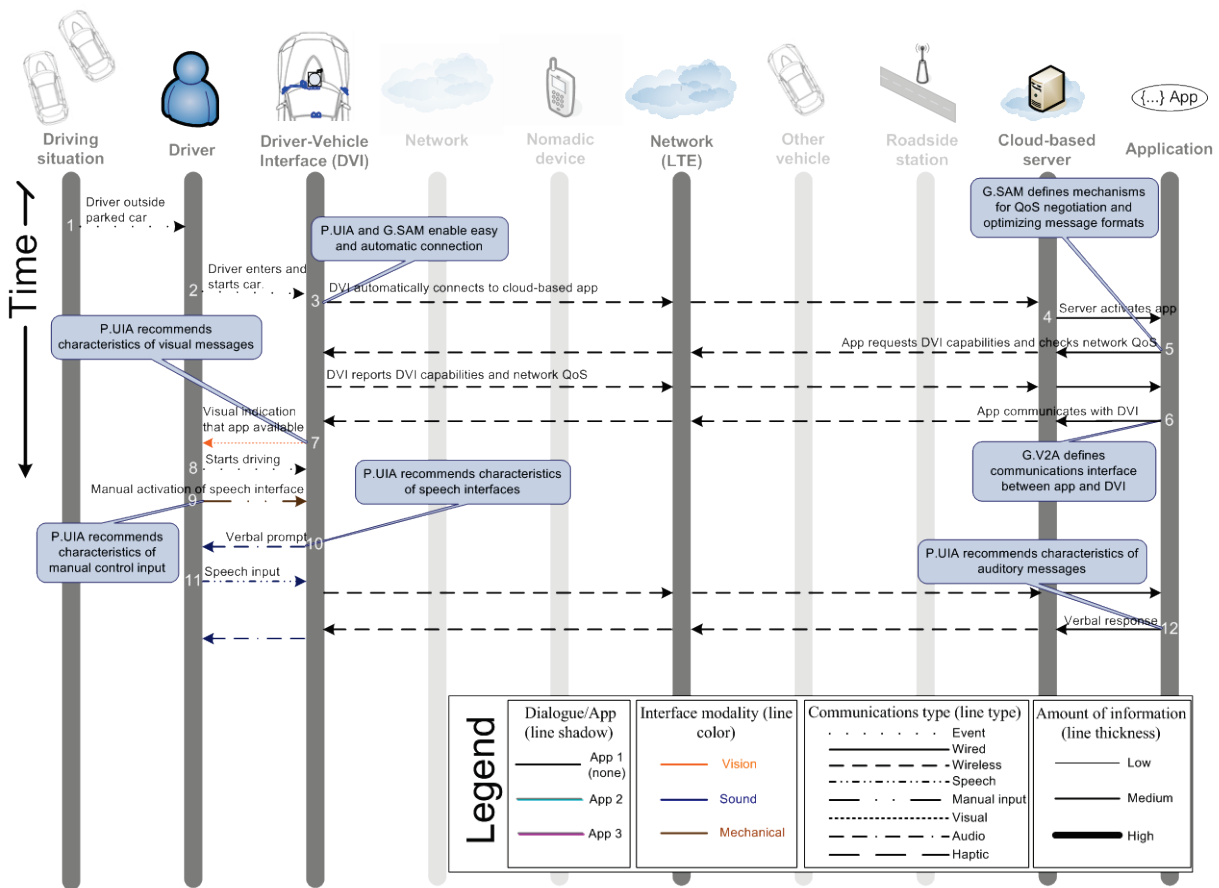 {...} App
Driving
situation
Driver
Driver-Vehicle
Interface (DVI)
Network
Nomadic
device
Network
(LTE)
Other
vehicle
Roadside
station
Cloud-based
server
Application
Time
1
Driver outside
parked car
G.SAM defines mechanisms
for QoS negotiation and
optimizing message formats
P.UIA and G.SAM enable easy
and automatic connection
2
Driver enters and
starts car.
3
DVI automatically connects to cloud-based app
4
Server activates app
P.UIA recommends
characteristics of visual messages
App requests DVI capabilities and checks network QoS
5
DVI reports DVI capabilities and network QoS
Visual indication
that app available
App communicates with DVI
6
7
8
Starts driving
G.V2A defines
communications interface
between app and DVI
P.UIA recommends characteristics
of speech interfaces
Manual activation of speech interface
9
P.UIA recommends
characteristics of
manual control input
Verbal prompt
10
P.UIA recommends characteristics of
auditory messages
11
Speech input
Verbal response
12
Legend
Dialogue/App
(line shadow)
App 1
(none)
App 2
App 3
Interface modality (line
color)
Vision
Sound
Mechanical
Communications type (line type)
Event
Wired
Wireless
Speech
Manual input
Visual
Audio
Haptic
Amount of information
(line thickness)
Low
Medium
High